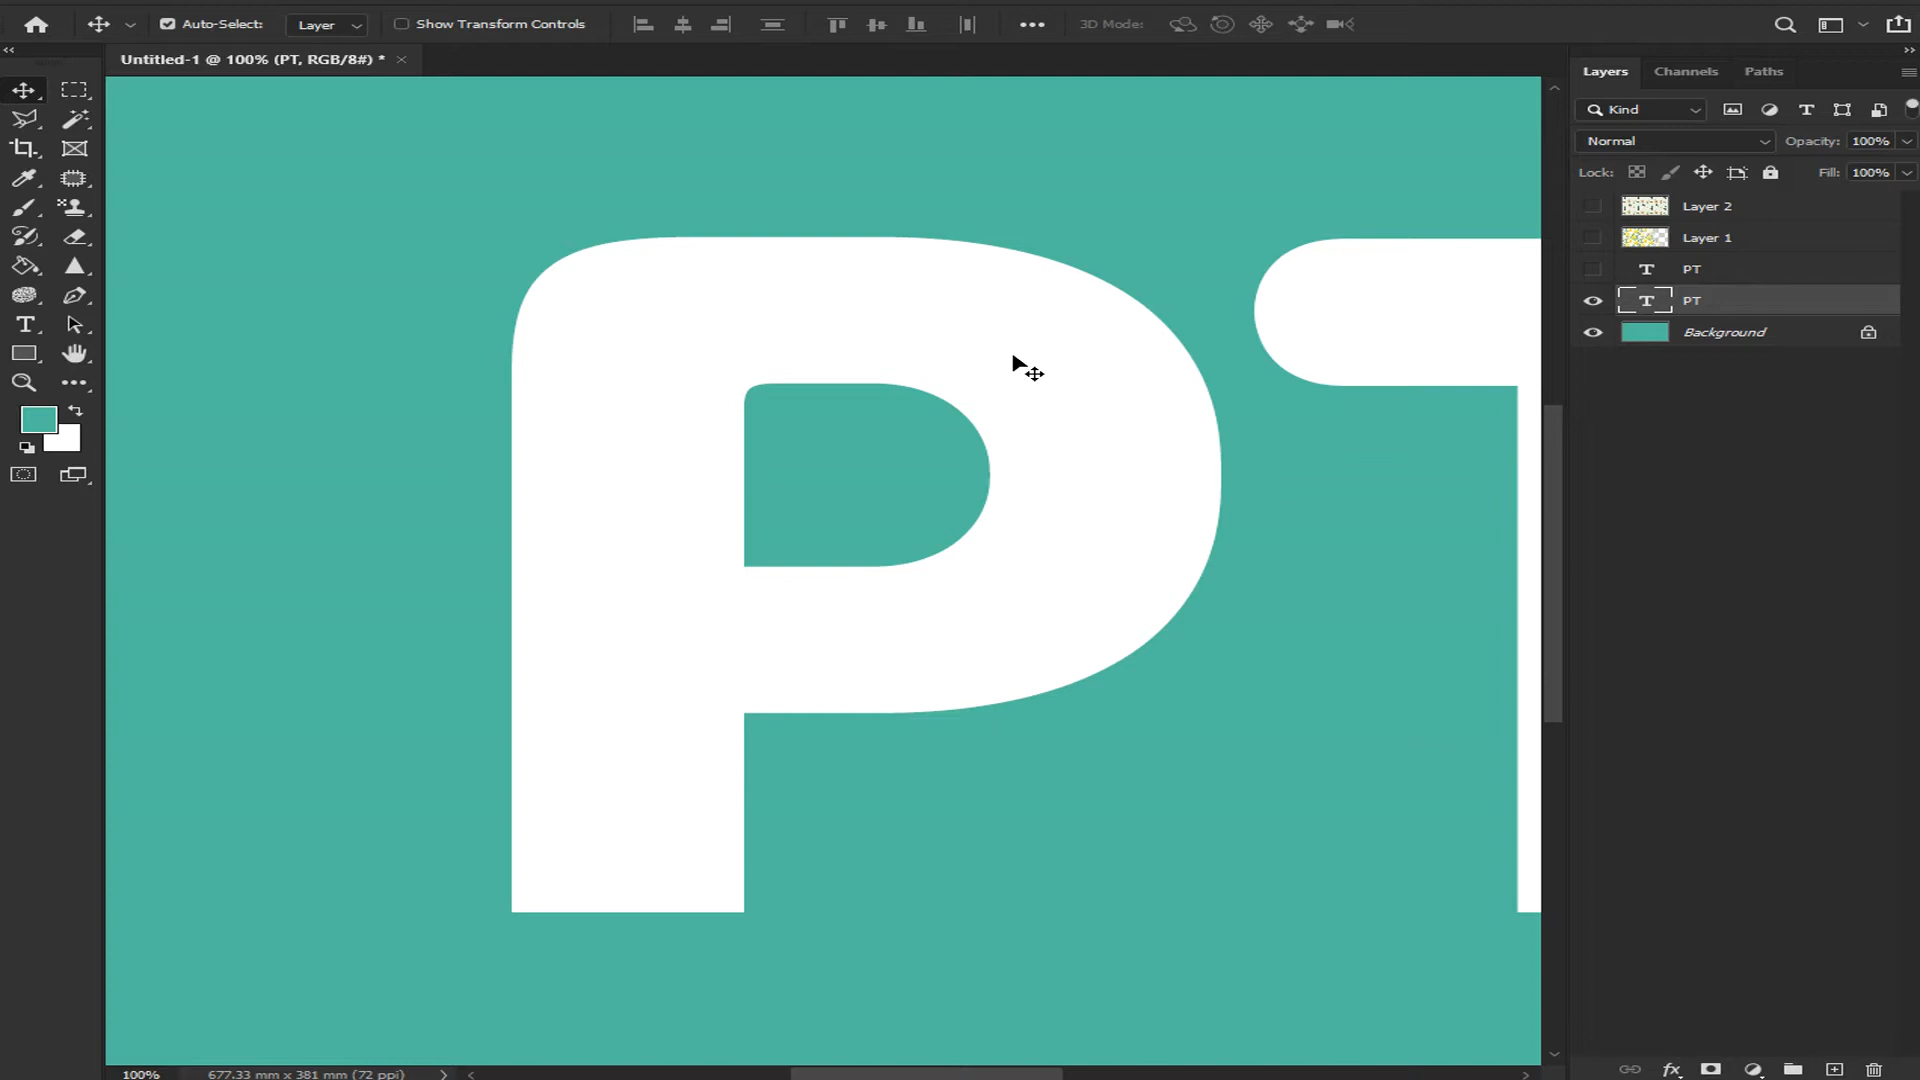 Auto-Select: Layer Show Transform Controls 3D Mode:
Untitled-1 @ 100% (PT, RGB/8#) * ×
Layers Channels Paths
Kind
Normal Opacity: 100%
Lock: Fill: 100%
Layer 2
Layer 1
T PT
T PT
Background
PT
100% 677.33 mm x 381 mm (72 ppi)